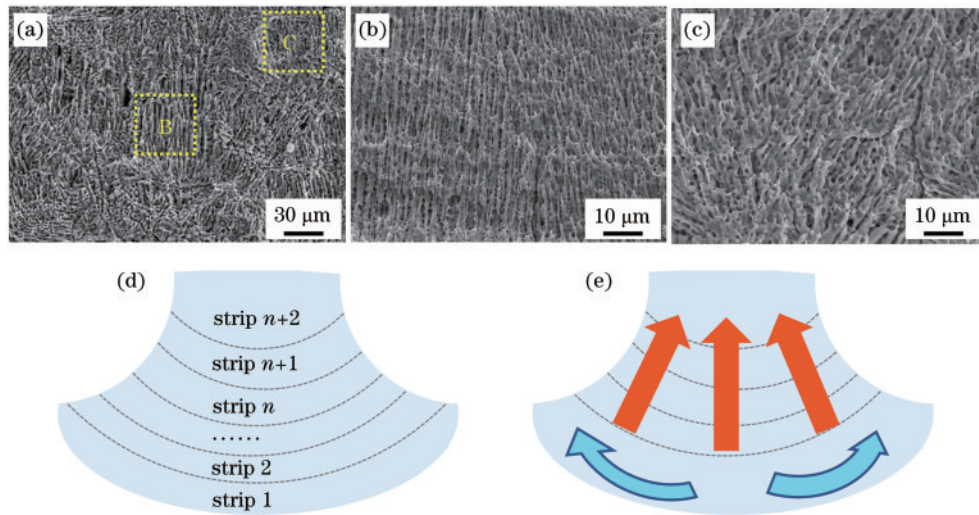 (a)
C
B
30 μm
(b)
10 μm
(c)
10 μm
(d)
strip n+2
strip n+1
strip n
······
strip 2
strip 1
(e)